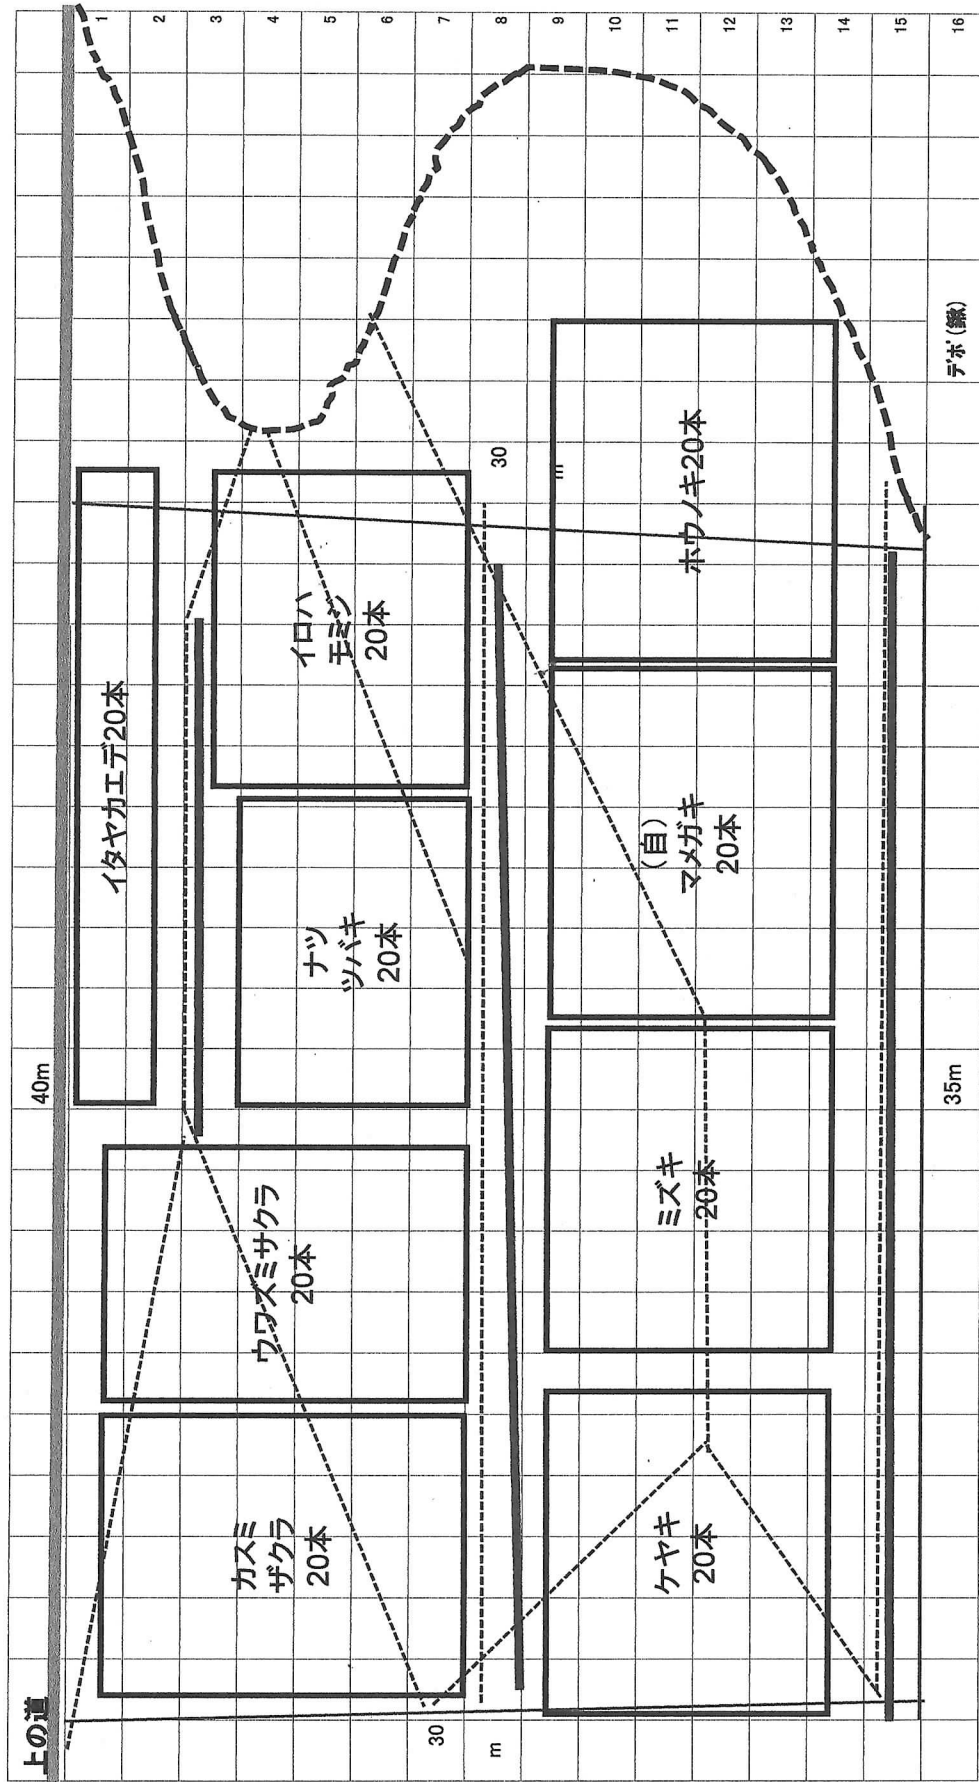 上の道
40m
イタヤカエデ20本
カスミ
ザクラ
20本
ウワズミサクラ
20本
ナツ
ツバキ
20本
イロハ
モミジ
20本
30
m
30
m
ケヤキ
20本
ミズキ
20本
(自)
マメガキ
20本
ホウノキ20本
35m
デポ(鍬)
1
2
3
4
5
6
7
8
9
10
11
12
13
14
15
16